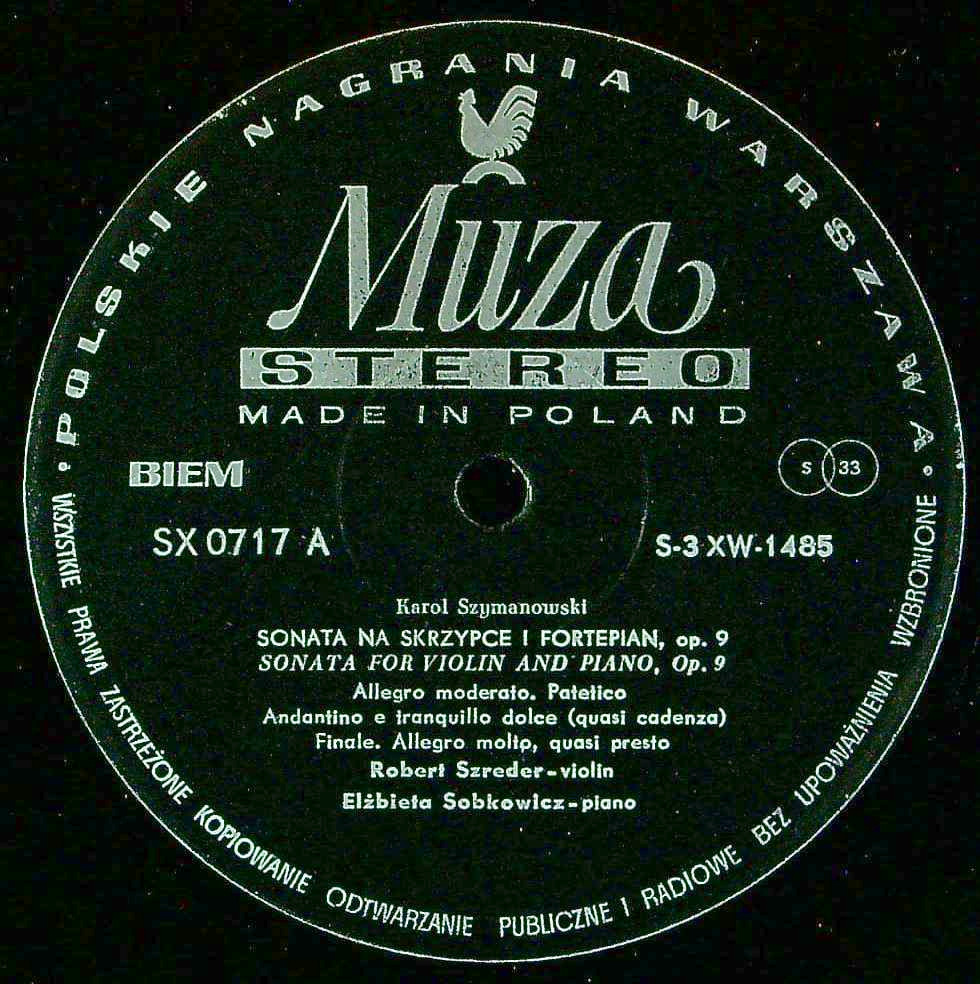 • POLSKIE NAGRANIA WARSZAWA •
Muza
STEREO
MADE IN POLAND
BIEM
S 33
SX 0717 A
S-3 XW-1485
Karol Szymanowski
SONATA NA SKRZYPCE I FORTEPIAN, op. 9
SONATA FOR VIOLIN AND PIANO, Op. 9
Allegro moderato. Patetico
Andantino e tranquillo dolce (quasi cadenza)
Finale. Allegro molto, quasi presto
Robert Szreder-violin
Elżbieta Sobkowicz-piano
WSZYSTKIE PRAWA ZASTRZEŻONE KOPIOWANIE ODTWARZANIE PUBLICZNE I RADIOWE BEZ UPOWAŻNIENIA WZBRONIONE